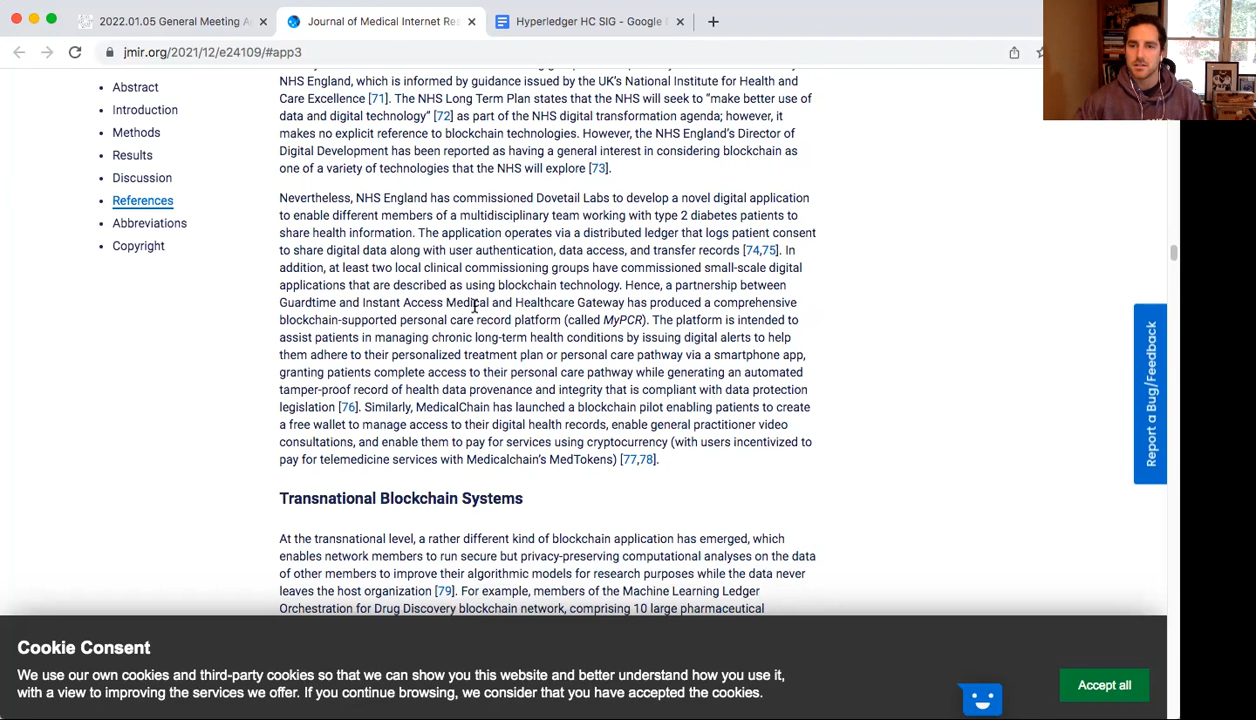 2022.01.05 General Meeting A
Journal of Medical Internet Res
Hyperledger HC SIG - Google D
jmir.org/2021/12/e24109/#app3
Abstract
Introduction
Methods
Results
Discussion
References
Abbreviations
Copyright
NHS England, which is informed by guidance issued by the UK's National Institute for Health and
Care Excellence [71]. The NHS Long Term Plan states that the NHS will seek to “make better use of
data and digital technology” [72] as part of the NHS digital transformation agenda; however, it
makes no explicit reference to blockchain technologies. However, the NHS England's Director of
Digital Development has been reported as having a general interest in considering blockchain as
one of a variety of technologies that the NHS will explore [73].
Nevertheless, NHS England has commissioned Dovetail Labs to develop a novel digital application
to enable different members of a multidisciplinary team working with type 2 diabetes patients to
share health information. The application operates via a distributed ledger that logs patient consent
to share digital data along with user authentication, data access, and transfer records [74,75]. In
addition, at least two local clinical commissioning groups have commissioned small-scale digital
applications that are described as using blockchain technology. Hence, a partnership between
Guardtime and Instant Access Medical and Healthcare Gateway has produced a comprehensive
blockchain-supported personal care record platform (called MyPCR). The platform is intended to
assist patients in managing chronic long-term health conditions by issuing digital alerts to help
them adhere to their personalized treatment plan or personal care pathway via a smartphone app,
granting patients complete access to their personal care pathway while generating an automated
tamper-proof record of health data provenance and integrity that is compliant with data protection
legislation [76]. Similarly, MedicalChain has launched a blockchain pilot enabling patients to create
a free wallet to manage access to their digital health records, enable general practitioner video
consultations, and enable them to pay for services using cryptocurrency (with users incentivized to
pay for telemedicine services with Medicalchain's MedTokens) [77,78].
Transnational Blockchain Systems
At the transnational level, a rather different kind of blockchain application has emerged, which
enables network members to run secure but privacy-preserving computational analyses on the data
of other members to improve their algorithmic models for research purposes while the data never
leaves the host organization [79]. For example, members of the Machine Learning Ledger
Orchestration for Drug Discovery blockchain network, comprising 10 large pharmaceutical
Report a Bug/Feedback
Cookie Consent
We use our own cookies and third-party cookies so that we can show you this website and better understand how you use it,
with a view to improving the services we offer. If you continue browsing, we consider that you have accepted the cookies.
Accept all